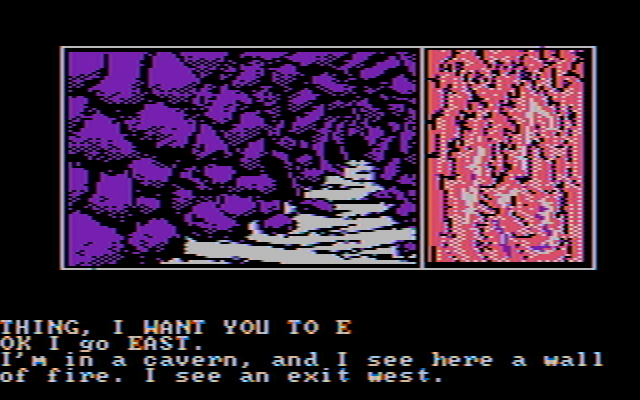 THING, I WANT YOU TO E
OK I go EAST.
I'm in a cavern, and I see here a wall
of fire. I see an exit west.